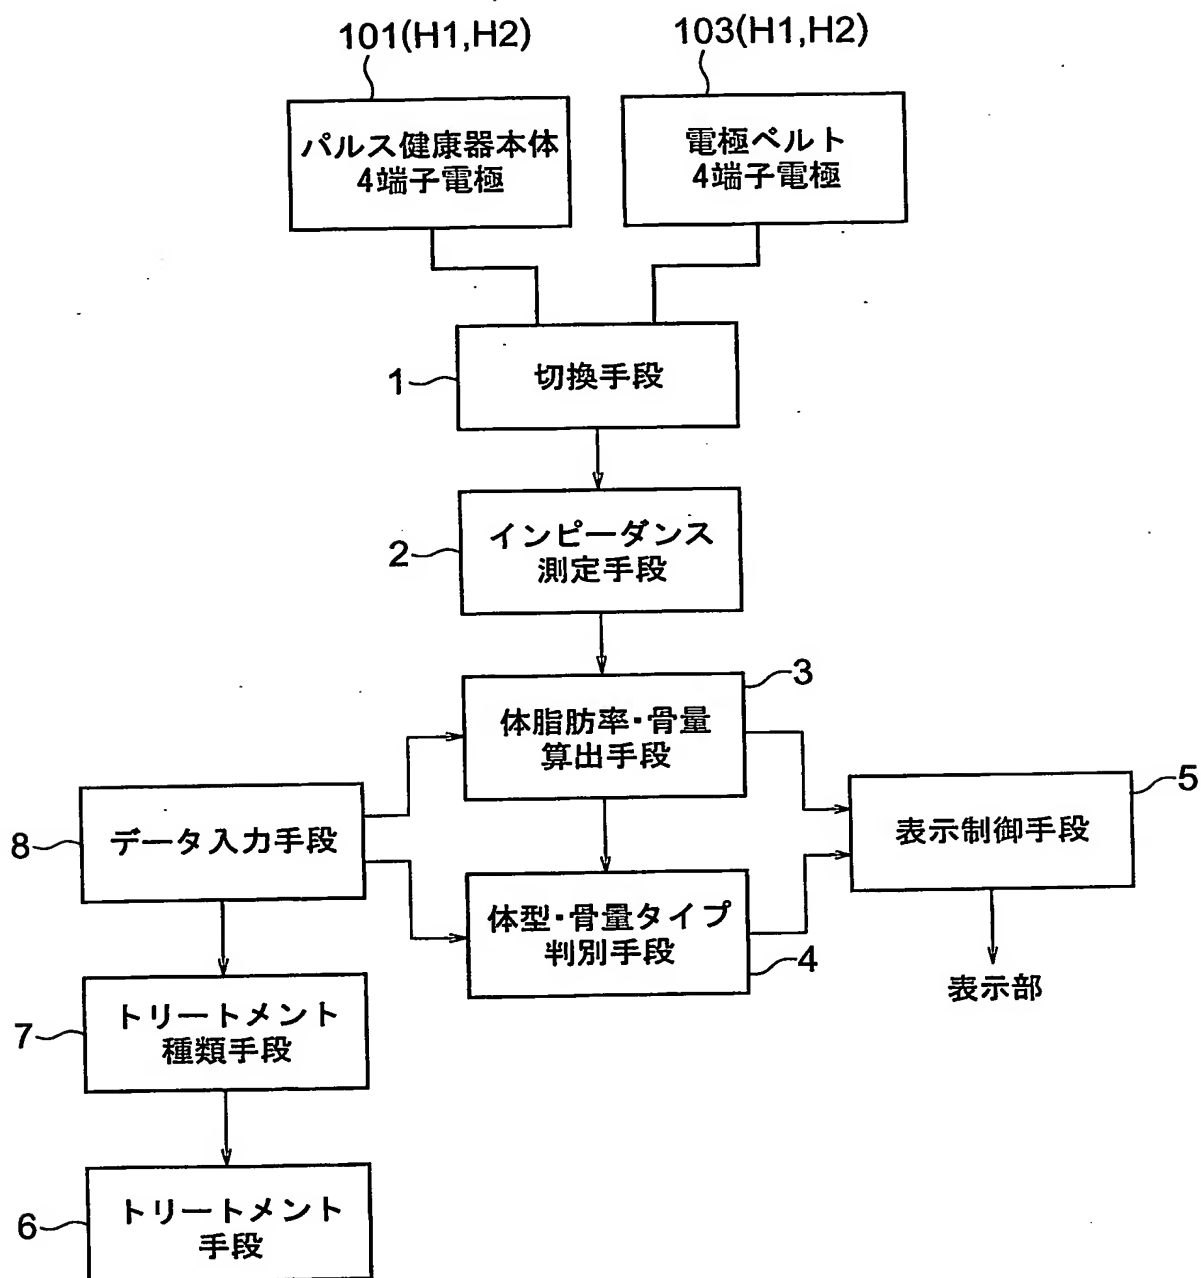 101(H1,H2)
103(H1,H2)
パルス健康器本体
4端子電極
電極ベルト
4端子電極
1
切換手段
2
インピーダンス
測定手段
3
体脂肪率・骨量
算出手段
5
表示制御手段
8
データ入力手段
体型・骨量タイプ
判別手段
4
表示部
7
トリートメント
種類手段
6
トリートメント
手段